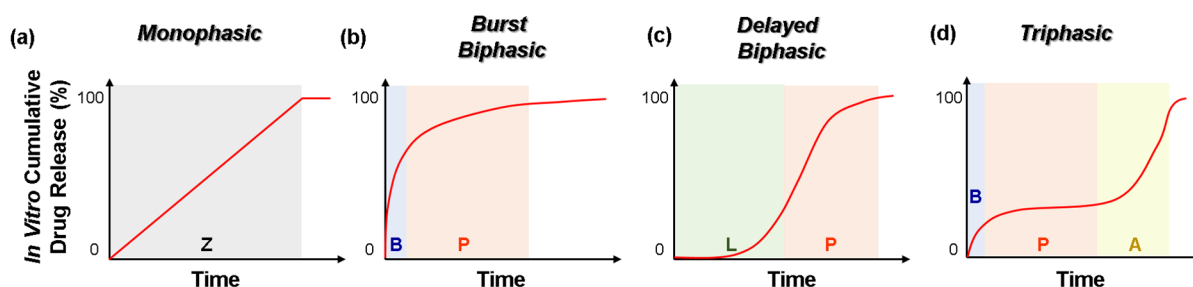 (a)
Monophasic
(b)
Burst
Biphasic
(c)
Delayed
Biphasic
(d)
Triphasic
In Vitro Cumulative
Drug Release (%)
100
0
Z
Time
100
0
B
P
Time
100
0
L
P
Time
100
0
B
P
A
Time